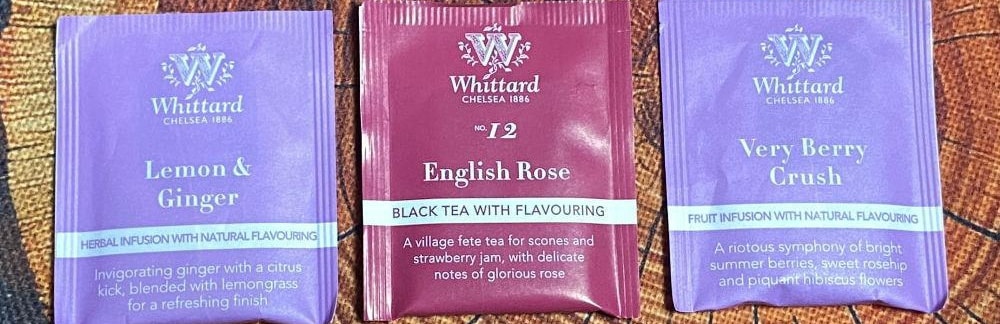 W
Whittard
CHELSEA 1886
Lemon &
Ginger
HERBAL INFUSION WITH NATURAL FLAVOURING
Invigorating ginger with a citrus
kick, blended with lemongrass
for a refreshing finish
W
Whittard
CHELSEA 1886
NO. 12
English Rose
BLACK TEA WITH FLAVOURING
A village fete tea for scones and
strawberry jam, with delicate
notes of glorious rose
W
Whittard
CHELSEA 1886
Very Berry
Crush
FRUIT INFUSION WITH NATURAL FLAVOURING
A riotous symphony of bright
summer berries, sweet rosehip
and piquant hibiscus flowers